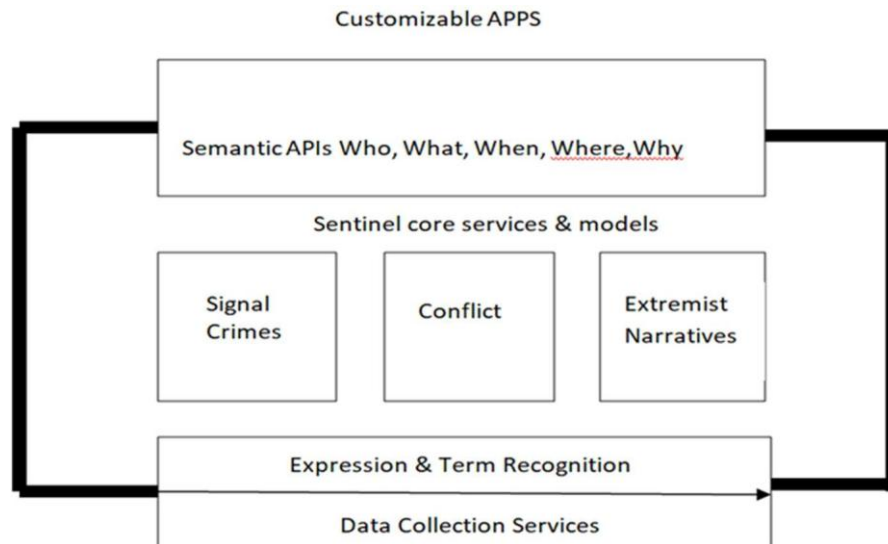 Customizable APPS
Semantic APIs Who, What, When, Where,Why
Sentinel core services & models
Signal
Crimes
Conflict
Extremist
Narratives
Expression & Term Recognition
Data Collection Services